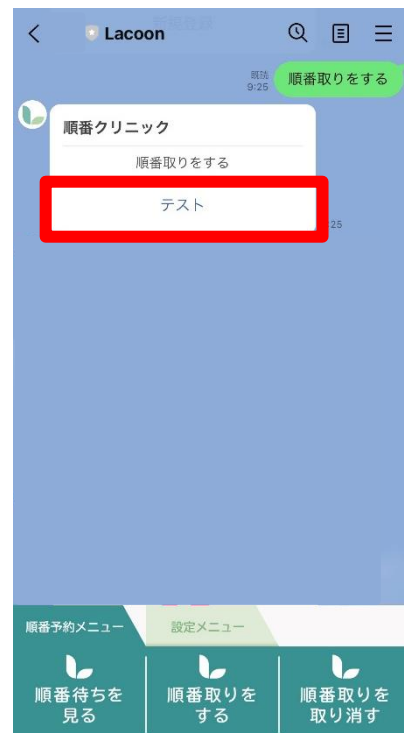 Lacoon
既読
9:25
順番取りをする
順番クリニック
順番取りをする
テスト
25
順番予約メニュー
設定メニュー
順番待ちを
見る
順番取りを
する
順番取りを
取り消す